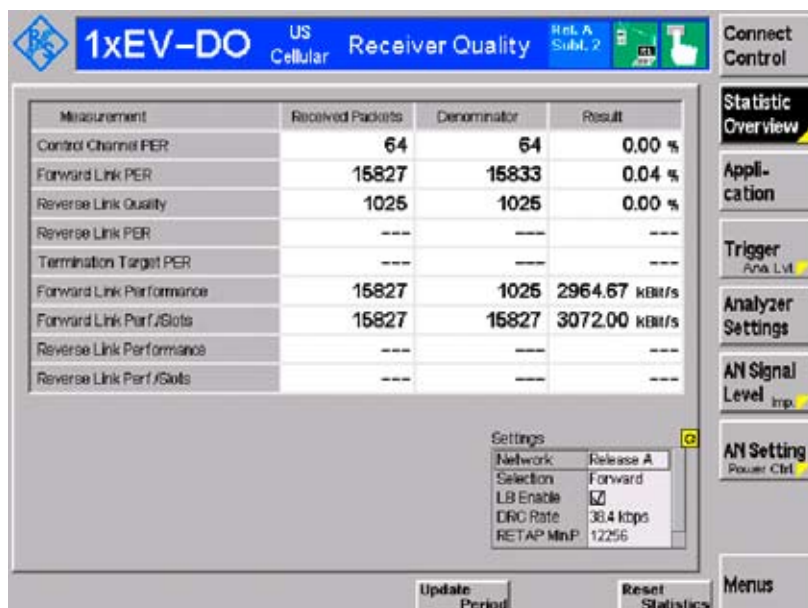 1xEV–DO US Cellular Receiver Quality Rel. A Subt. 2
Connect Control
Statistic Overview
Appli- cation
Trigger Ana. Lvl.
Analyzer Settings
AN Signal Level Imp.
AN Setting Power Ctrl.
Menus
Measurement Received Packets Denominator Result
Control Channel PER 64 64 0.00 %
Forward Link PER 15827 15833 0.04 %
Reverse Link Quality 1025 1025 0.00 %
Reverse Link PER --- --- ---
Termination Target PER --- --- ---
Forward Link Performance 15827 1025 2964.67 kBit/s
Forward Link Perf./Slots 15827 15827 3072.00 kBit/s
Reverse Link Performance --- --- ---
Reverse Link Perf./Slots --- --- ---
Settings
Network Release A
Selection Forward
LB Enable
DRC Rate 38.4 kbps
RETAP Min.P. 12256
Update Period
Reset Statistics